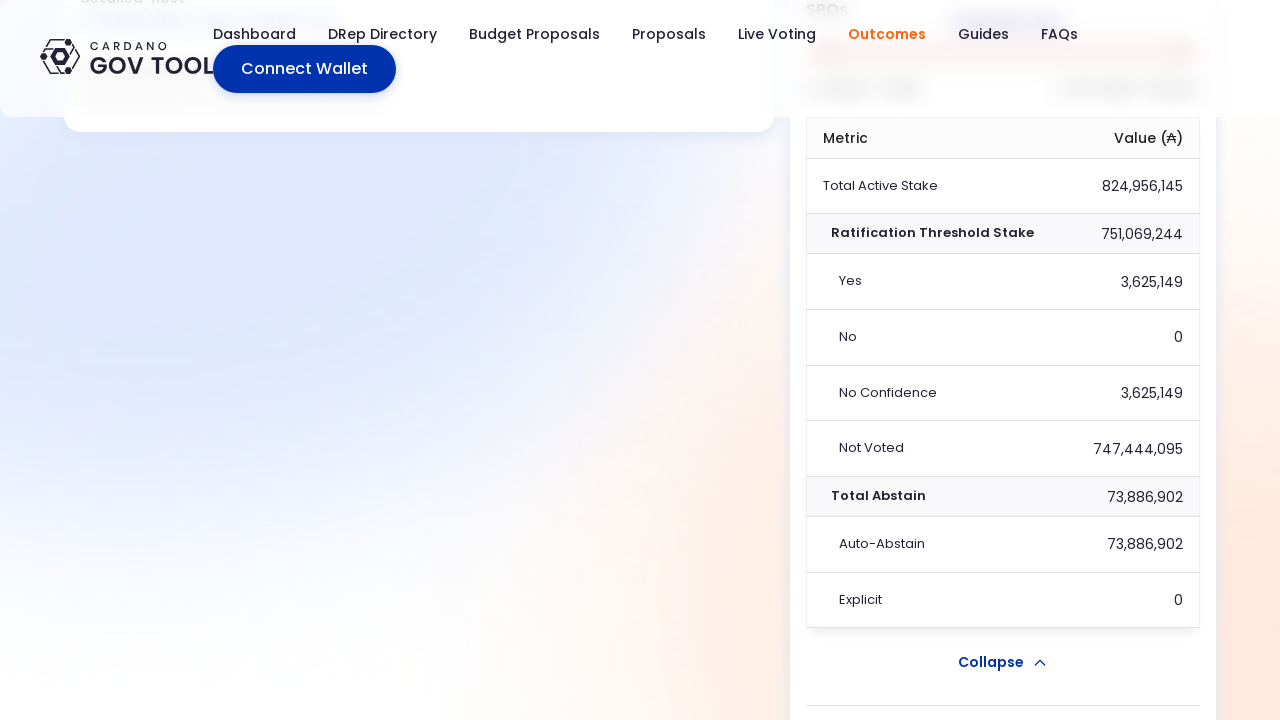 CARDANO
GOV TOOL
Dashboard DRep Directory Budget Proposals Proposals Live Voting Outcomes Guides FAQs
Connect Wallet
SPOs
Metric Value (₳)
Total Active Stake 824,956,145
Ratification Threshold Stake 751,069,244
Yes 3,625,149
No 0
No Confidence 3,625,149
Not Voted 747,444,095
Total Abstain 73,886,902
Auto-Abstain 73,886,902
Explicit 0
Collapse